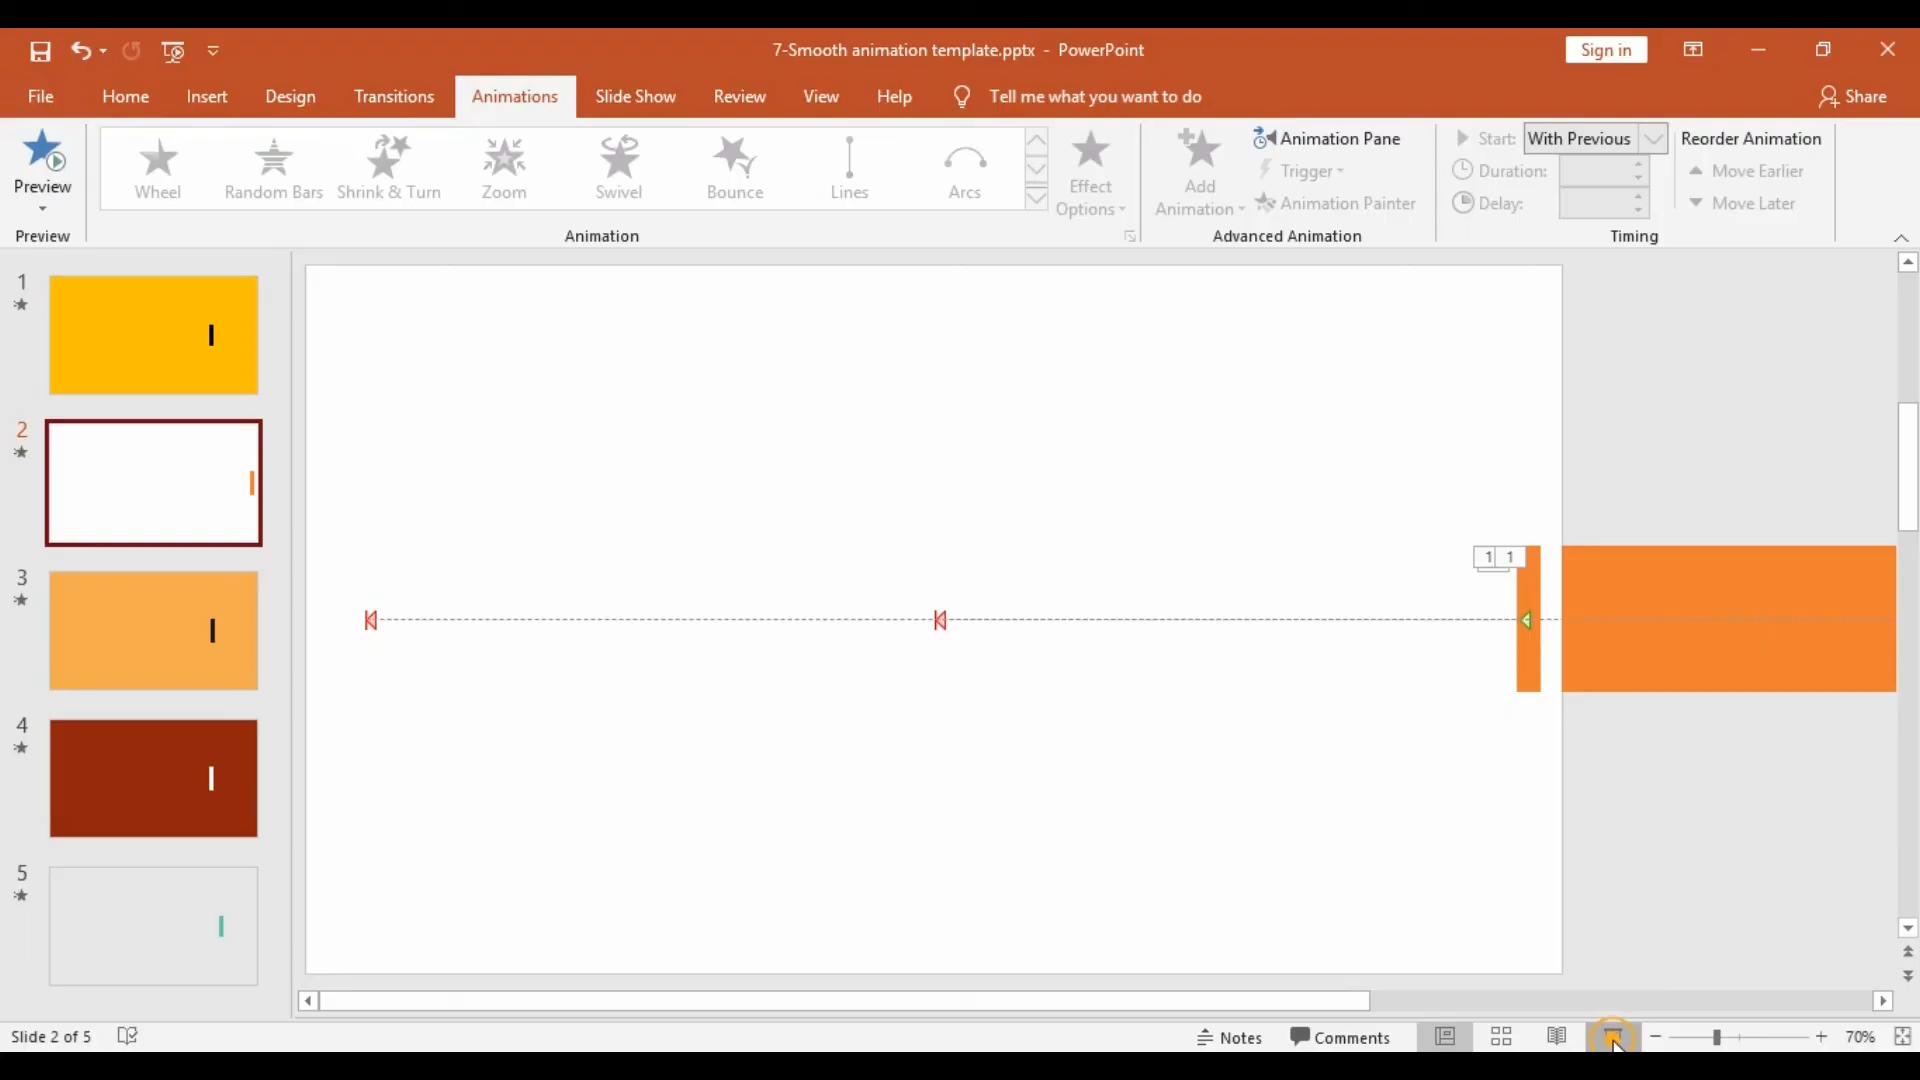 7-Smooth animation template.pptx - PowerPoint
Sign in
File Home Insert Design Transitions Animations Slide Show Review View Help Tell me what you want to do Share
Preview
Wheel Random Bars Shrink & Turn Zoom Swivel Bounce Lines Arcs
Effect
Options
Add
Animation
Animation Pane
Trigger
Animation Painter
Start: With Previous
Duration:
Delay:
Reorder Animation
Move Earlier
Move Later
Preview Animation Advanced Animation Timing
1
2
3
4
5
1 1
Slide 2 of 5 Notes Comments 70%